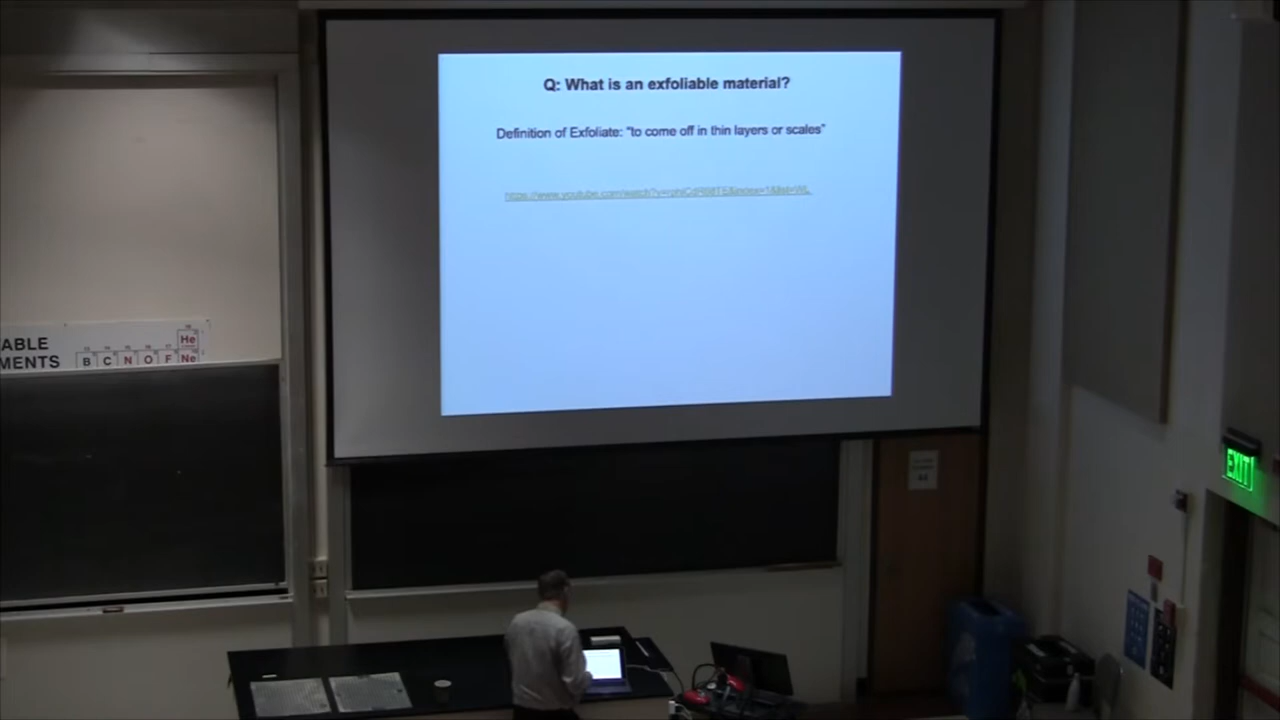 Q: What is an exfoliable material?
Definition of Exfoliate: "to come off in thin layers or scales"
ABLE
MENTS
He
B C N O F Ne
EXIT